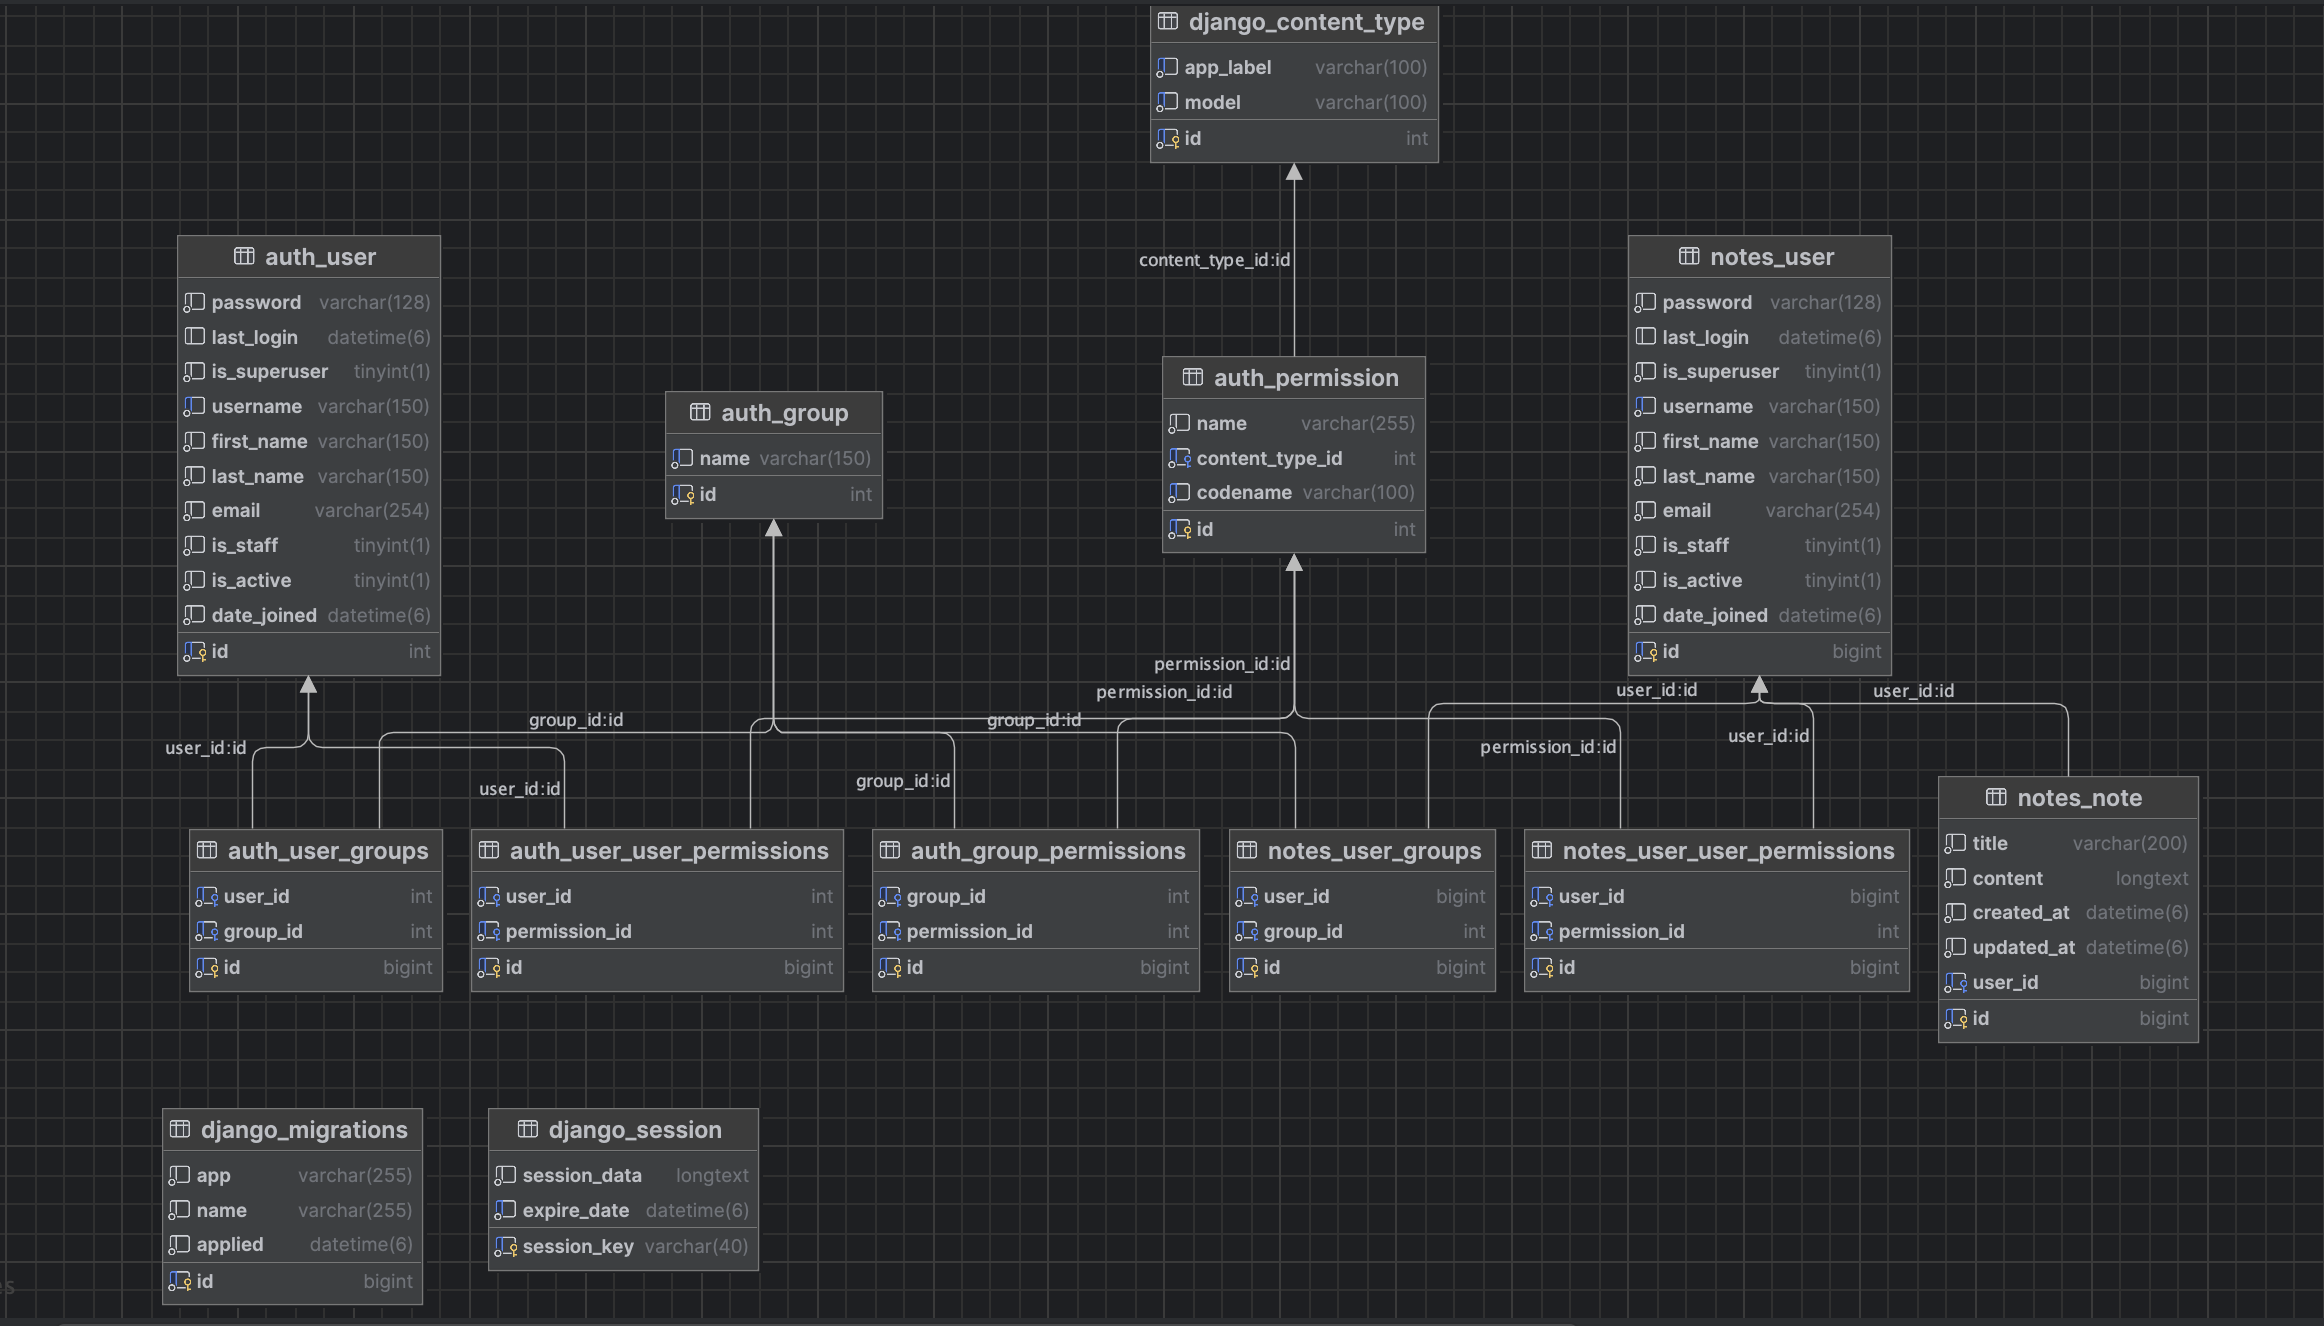 django_content_type
app_label varchar(100)
model varchar(100)
id int
content_type_id:id
auth_user
password varchar(128)
last_login datetime(6)
is_superuser tinyint(1)
username varchar(150)
first_name varchar(150)
last_name varchar(150)
email varchar(254)
is_staff tinyint(1)
is_active tinyint(1)
date_joined datetime(6)
id int
auth_group
name varchar(150)
id int
auth_permission
name varchar(255)
content_type_id int
codename varchar(100)
id int
notes_user
password varchar(128)
last_login datetime(6)
is_superuser tinyint(1)
username varchar(150)
first_name varchar(150)
last_name varchar(150)
email varchar(254)
is_staff tinyint(1)
is_active tinyint(1)
date_joined datetime(6)
id bigint
permission_id:id
permission_id:id
user_id:id
user_id:id
group_id:id
group_id:id
user_id:id
permission_id:id
user_id:id
user_id:id
group_id:id
auth_user_groups
user_id int
group_id int
id bigint
auth_user_user_permissions
user_id int
permission_id int
id bigint
auth_group_permissions
group_id int
permission_id int
id bigint
notes_user_groups
user_id bigint
group_id int
id bigint
notes_user_user_permissions
user_id bigint
permission_id int
id bigint
notes_note
title varchar(200)
content longtext
created_at datetime(6)
updated_at datetime(6)
user_id bigint
id bigint
django_migrations
app varchar(255)
name varchar(255)
applied datetime(6)
id bigint
django_session
session_data longtext
expire_date datetime(6)
session_key varchar(40)